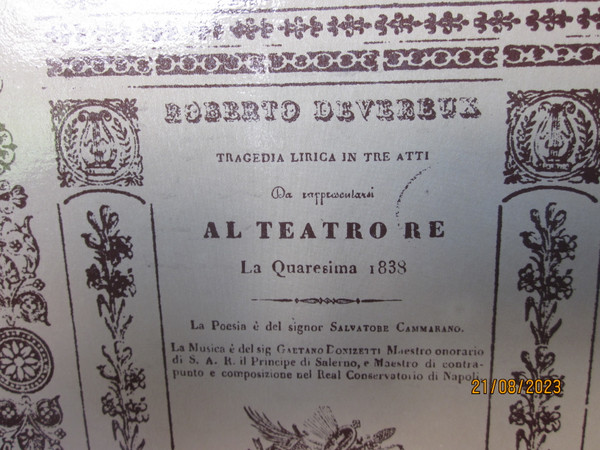 ROBERTO DEVEREUX
TRAGEDIA LIRICA IN TRE ATTI
Da rappresentarsi
AL TEATRO RE
La Quaresima 1838
La Poesia è del signor SALVATORE CAMMARANO.
La Musica è del sig GAETANO DONIZETTI Maestro onorario
di S. A. R. il Principe di Salerno, e Maestro di contra-
punto e composizione nel Real Conservatorio di Napoli.
21/08/2023